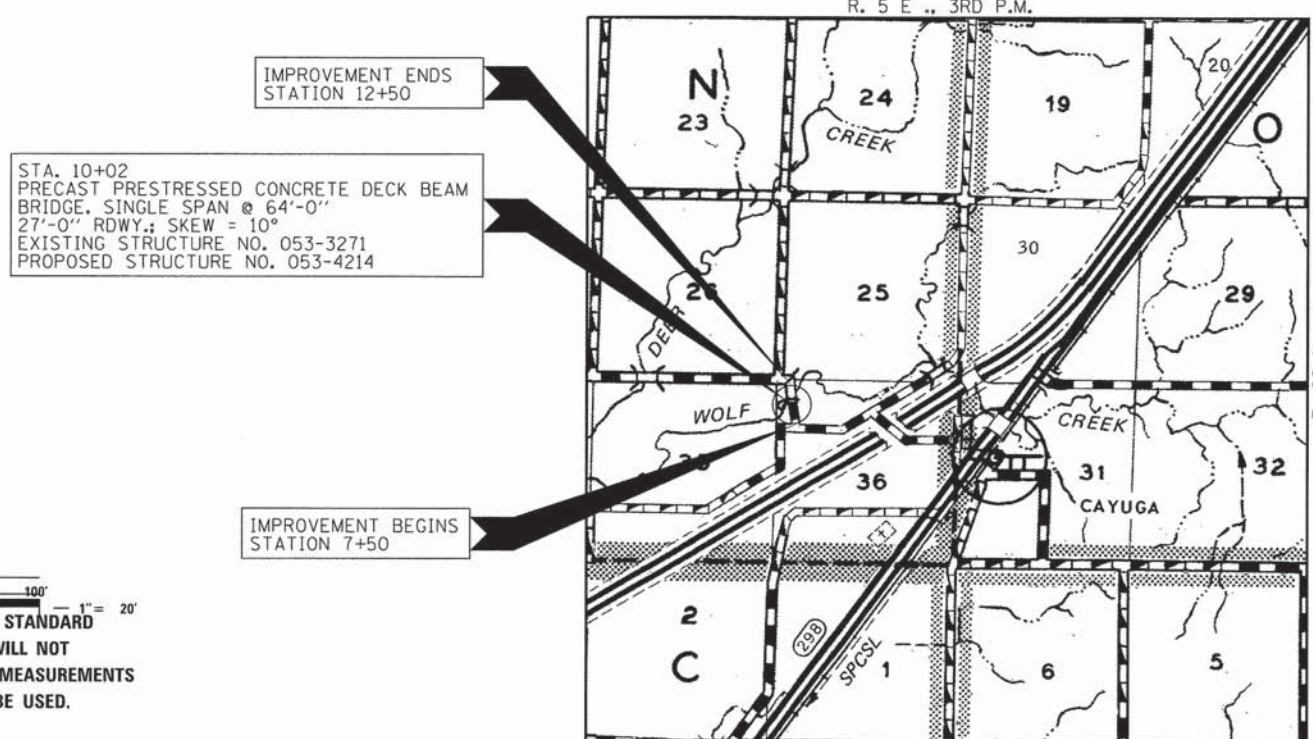 R. 5 E ., 3RD P.M.
IMPROVEMENT ENDS
STATION 12+50
STA. 10+02
PRECAST PRESTRESSED CONCRETE DECK BEAM
BRIDGE. SINGLE SPAN @ 64'-0''
27'-0'' RDWY.; SKEW = 10°
EXISTING STRUCTURE NO. 053-3271
PROPOSED STRUCTURE NO. 053-4214
IMPROVEMENT BEGINS
STATION 7+50
N
23
24
CREEK
19
20
O
26
DEER
25
30
29
WOLF
CREEK
36
31
CAYUGA
32
2
C
298
SPCSL
1
6
5
100'
1"= 20'
STANDARD
WILL NOT
MEASUREMENTS
BE USED.